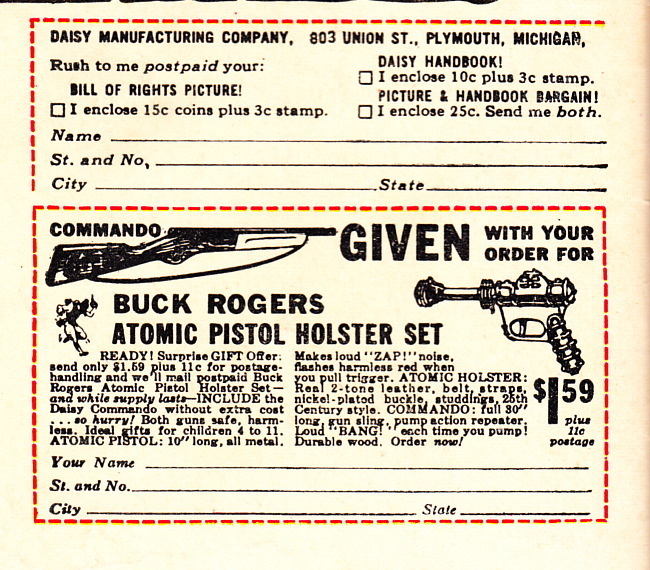 DAISY MANUFACTURING COMPANY, 803 UNION ST., PLYMOUTH, MICHIGAN,
Rush to me postpaid your:
BILL OF RIGHTS PICTURE!
I enclose 15c coins plus 3c stamp.
DAISY HANDBOOK!
I enclose 10c plus 3c stamp.
PICTURE & HANDBOOK BARGAIN!
I enclose 25c. Send me both.
Name
St. and No,
City State
COMMANDO GIVEN WITH YOUR
ORDER FOR
BUCK ROGERS
ATOMIC PISTOL HOLSTER SET
READY! Surprise GIFT Offer:
send only $1.59 plus 11c for postage-
handling and we'll mail postpaid Buck
Rogers Atomic Pistol Holster Set—
and while supply lasts—INCLUDE the
Daisy Commando without extra cost
. . . so hurry! Both guns safe, harm-
less. Ideal gifts for children 4 to 11.
ATOMIC PISTOL: 10" long, all metal.
Makes loud "ZAP!" noise,
flashes harmless red when
you pull trigger. ATOMIC HOLSTER:
Real 2-tone leather, belt, straps,
nickel-plated buckle, studdings, 25th
Century style. COMMANDO: full 30"
long, gun sling, pump action repeater.
Loud "BANG!" each time you pump!
Durable wood. Order now!
$1.59
plus
11c
postage
Your Name
St. and No.
City State